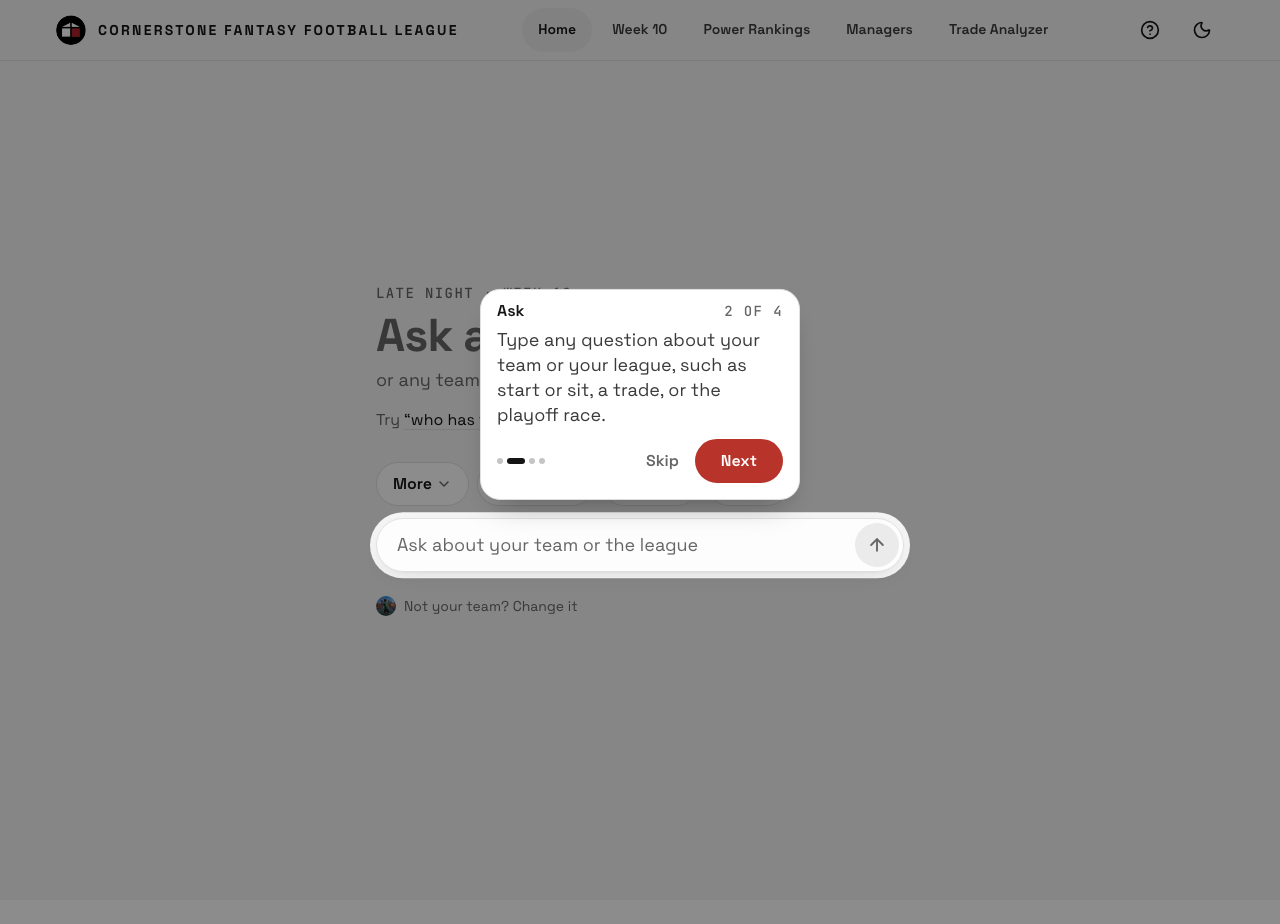 CORNERSTONE FANTASY FOOTBALL LEAGUE
Home
Week 10
Power Rankings
Managers
Trade Analyzer
LATE NIGHT
Ask
or any team
Try “who has
Ask
2 OF 4
Type any question about your
team or your league, such as
start or sit, a trade, or the
playoff race.
Skip
Next
More
Ask about your team or the league
Not your team? Change it